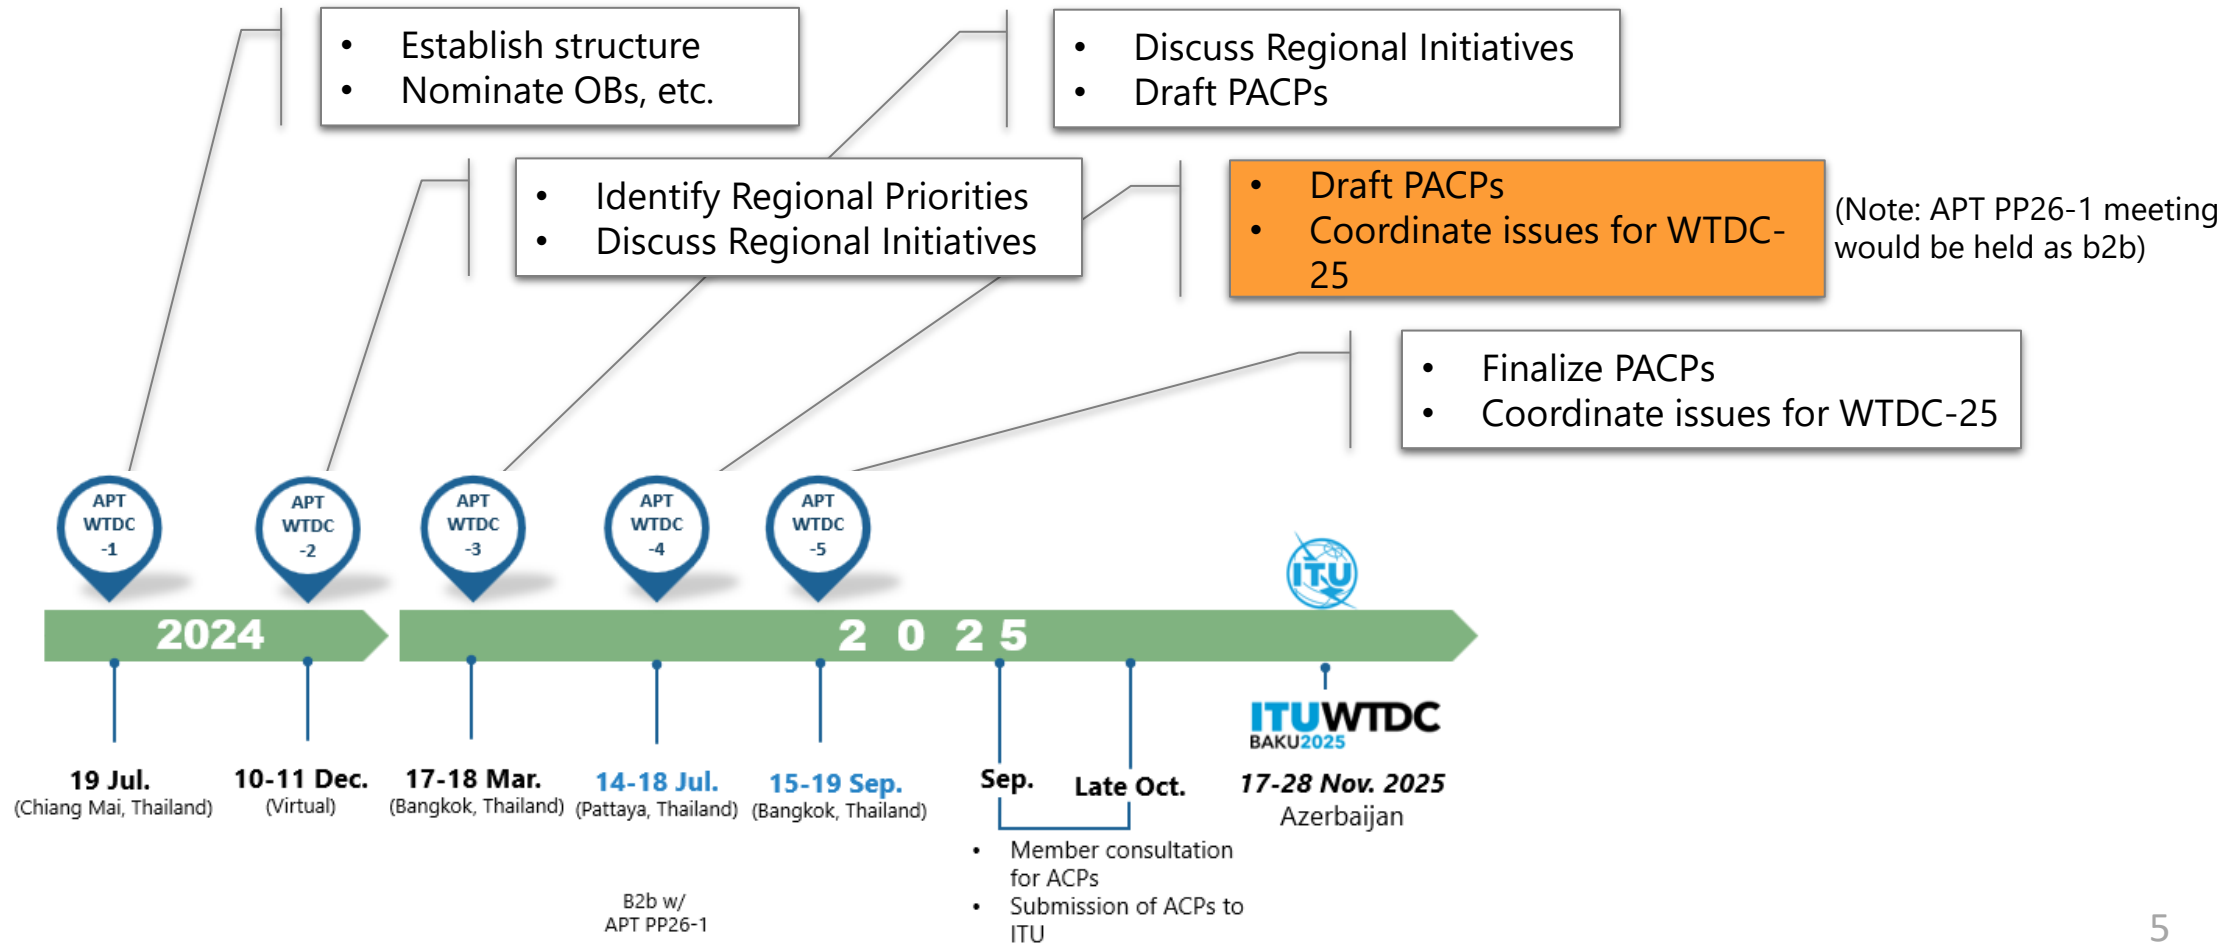 • Establish structure
• Nominate OBs, etc.
• Discuss Regional Initiatives
• Draft PACPs
• Identify Regional Priorities
• Discuss Regional Initiatives
• Draft PACPs
• Coordinate issues for WTDC-
25
(Note: APT PP26-1 meeting
would be held as b2b)
• Finalize PACPs
• Coordinate issues for WTDC-25
APT
WTDC
-1
APT
WTDC
-2
APT
WTDC
-3
APT
WTDC
-4
APT
WTDC
-5
ITU
2024
2 0 2 5
ITUWTDC
BAKU2025
19 Jul.
(Chiang Mai, Thailand)
10-11 Dec.
(Virtual)
17-18 Mar.
(Bangkok, Thailand)
14-18 Jul.
(Pattaya, Thailand)
15-19 Sep.
(Bangkok, Thailand)
Sep.
Late Oct.
17-28 Nov. 2025
Azerbaijan
• Member consultation
for ACPs
• Submission of ACPs to
ITU
B2b w/
APT PP26-1
5